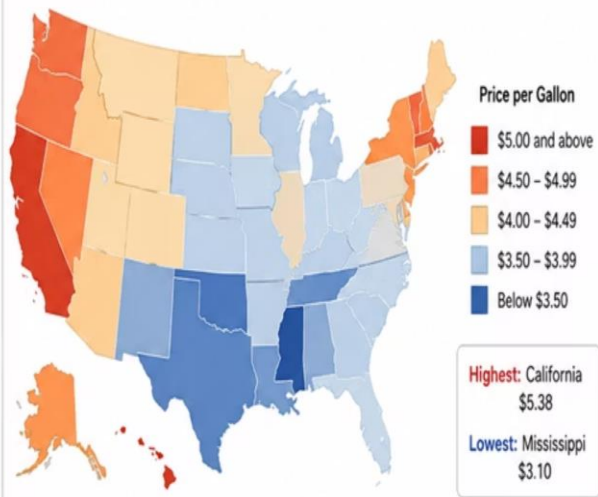 Price per Gallon
$5.00 and above
$4.50 – $4.99
$4.00 – $4.49
$3.50 – $3.99
Below $3.50
Highest: California
$5.38
Lowest: Mississippi
$3.10